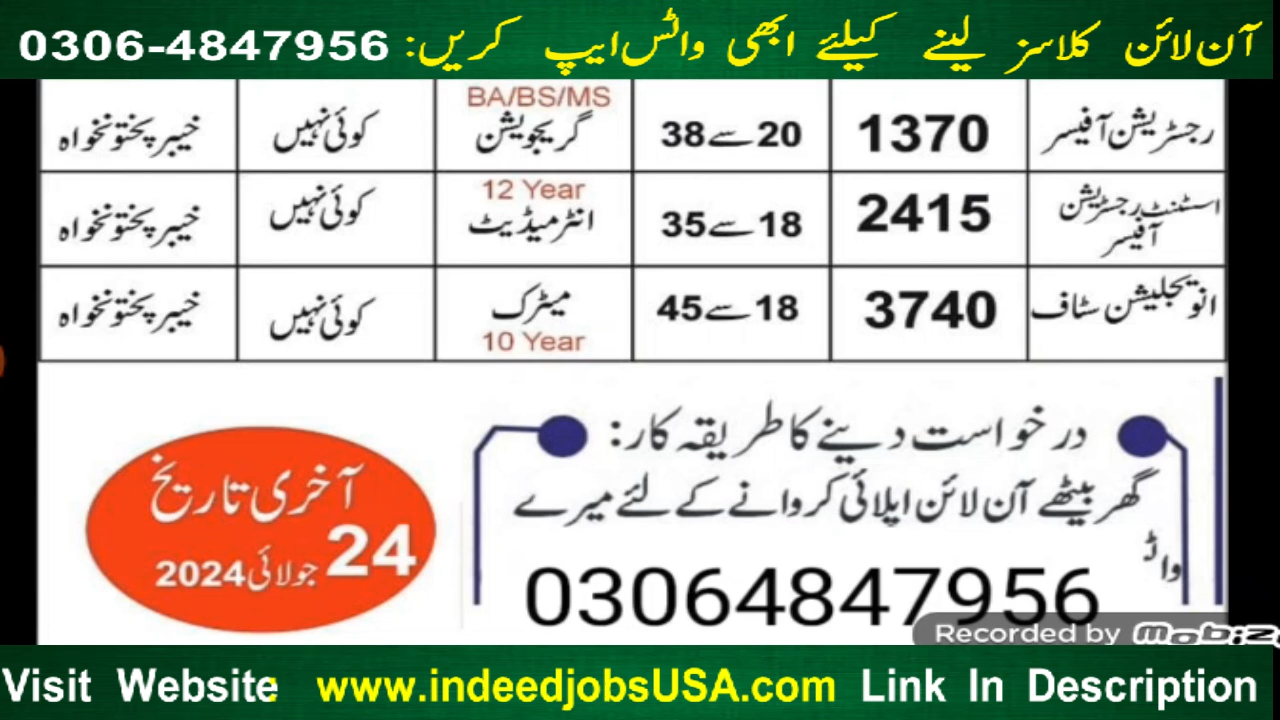 آن لائن کلاسز لینے کیلئے ابھی واٹس ایپ کریں: 0306-4847956
رجسٹریشن آفیسر 1370 20 سے 38 BA/BS/MS گریجویشن کوئی نہیں خیبر پختونخواہ
اسسٹنٹ رجسٹریشن آفیسر 2415 18 سے 35 12 Year انٹرمیڈیٹ کوئی نہیں خیبر پختونخواہ
انویجلیشن سٹاف 3740 18 سے 45 میٹرک 10 Year کوئی نہیں خیبر پختونخواہ
درخواست دینے کا طریقہ کار:
گھر بیٹھے آن لائن اپلائی کروانے کے لئے میرے
03064847956
آخری تاریخ
24 جولائی 2024
Recorded by
Visit Website: www.indeedjobsUSA.com Link In Description